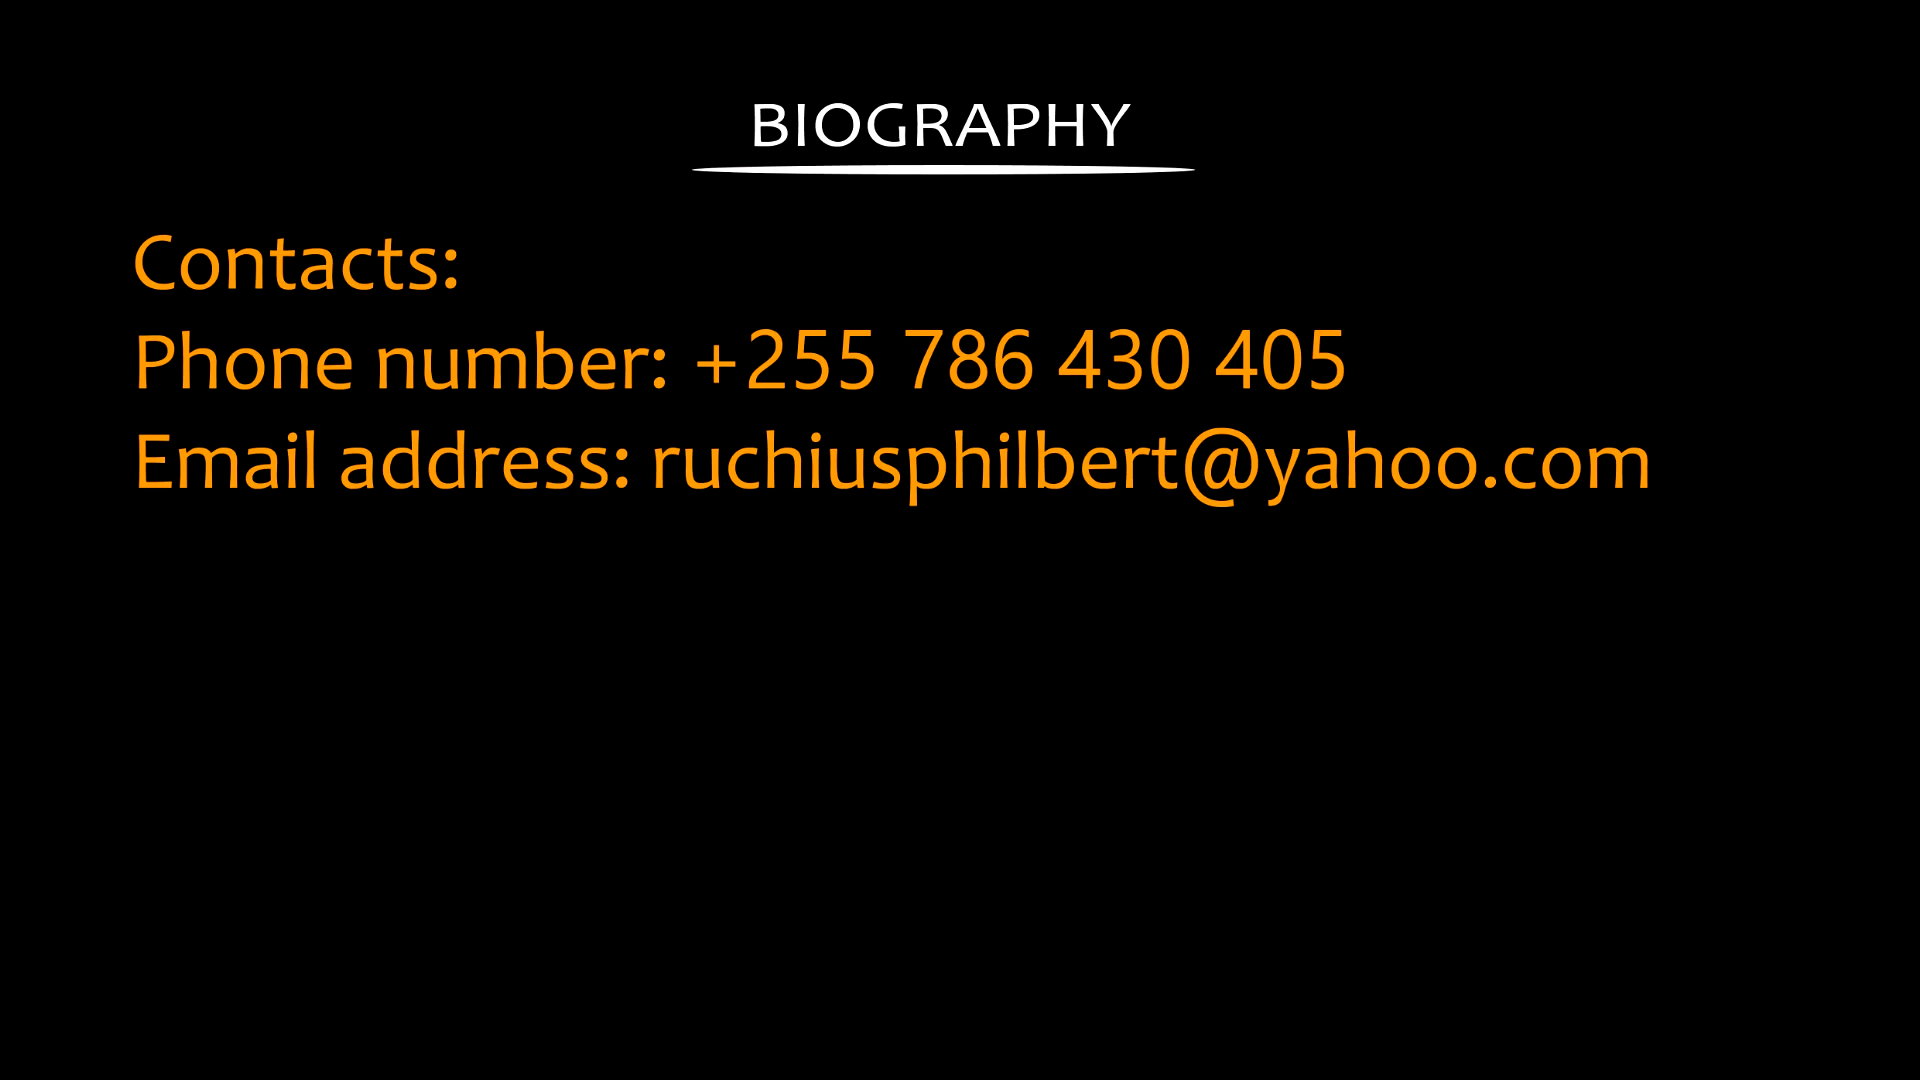 BIOGRAPHY
Contacts:
Phone number: +255 786 430 405
Email address: ruchiusphilbert@yahoo.com